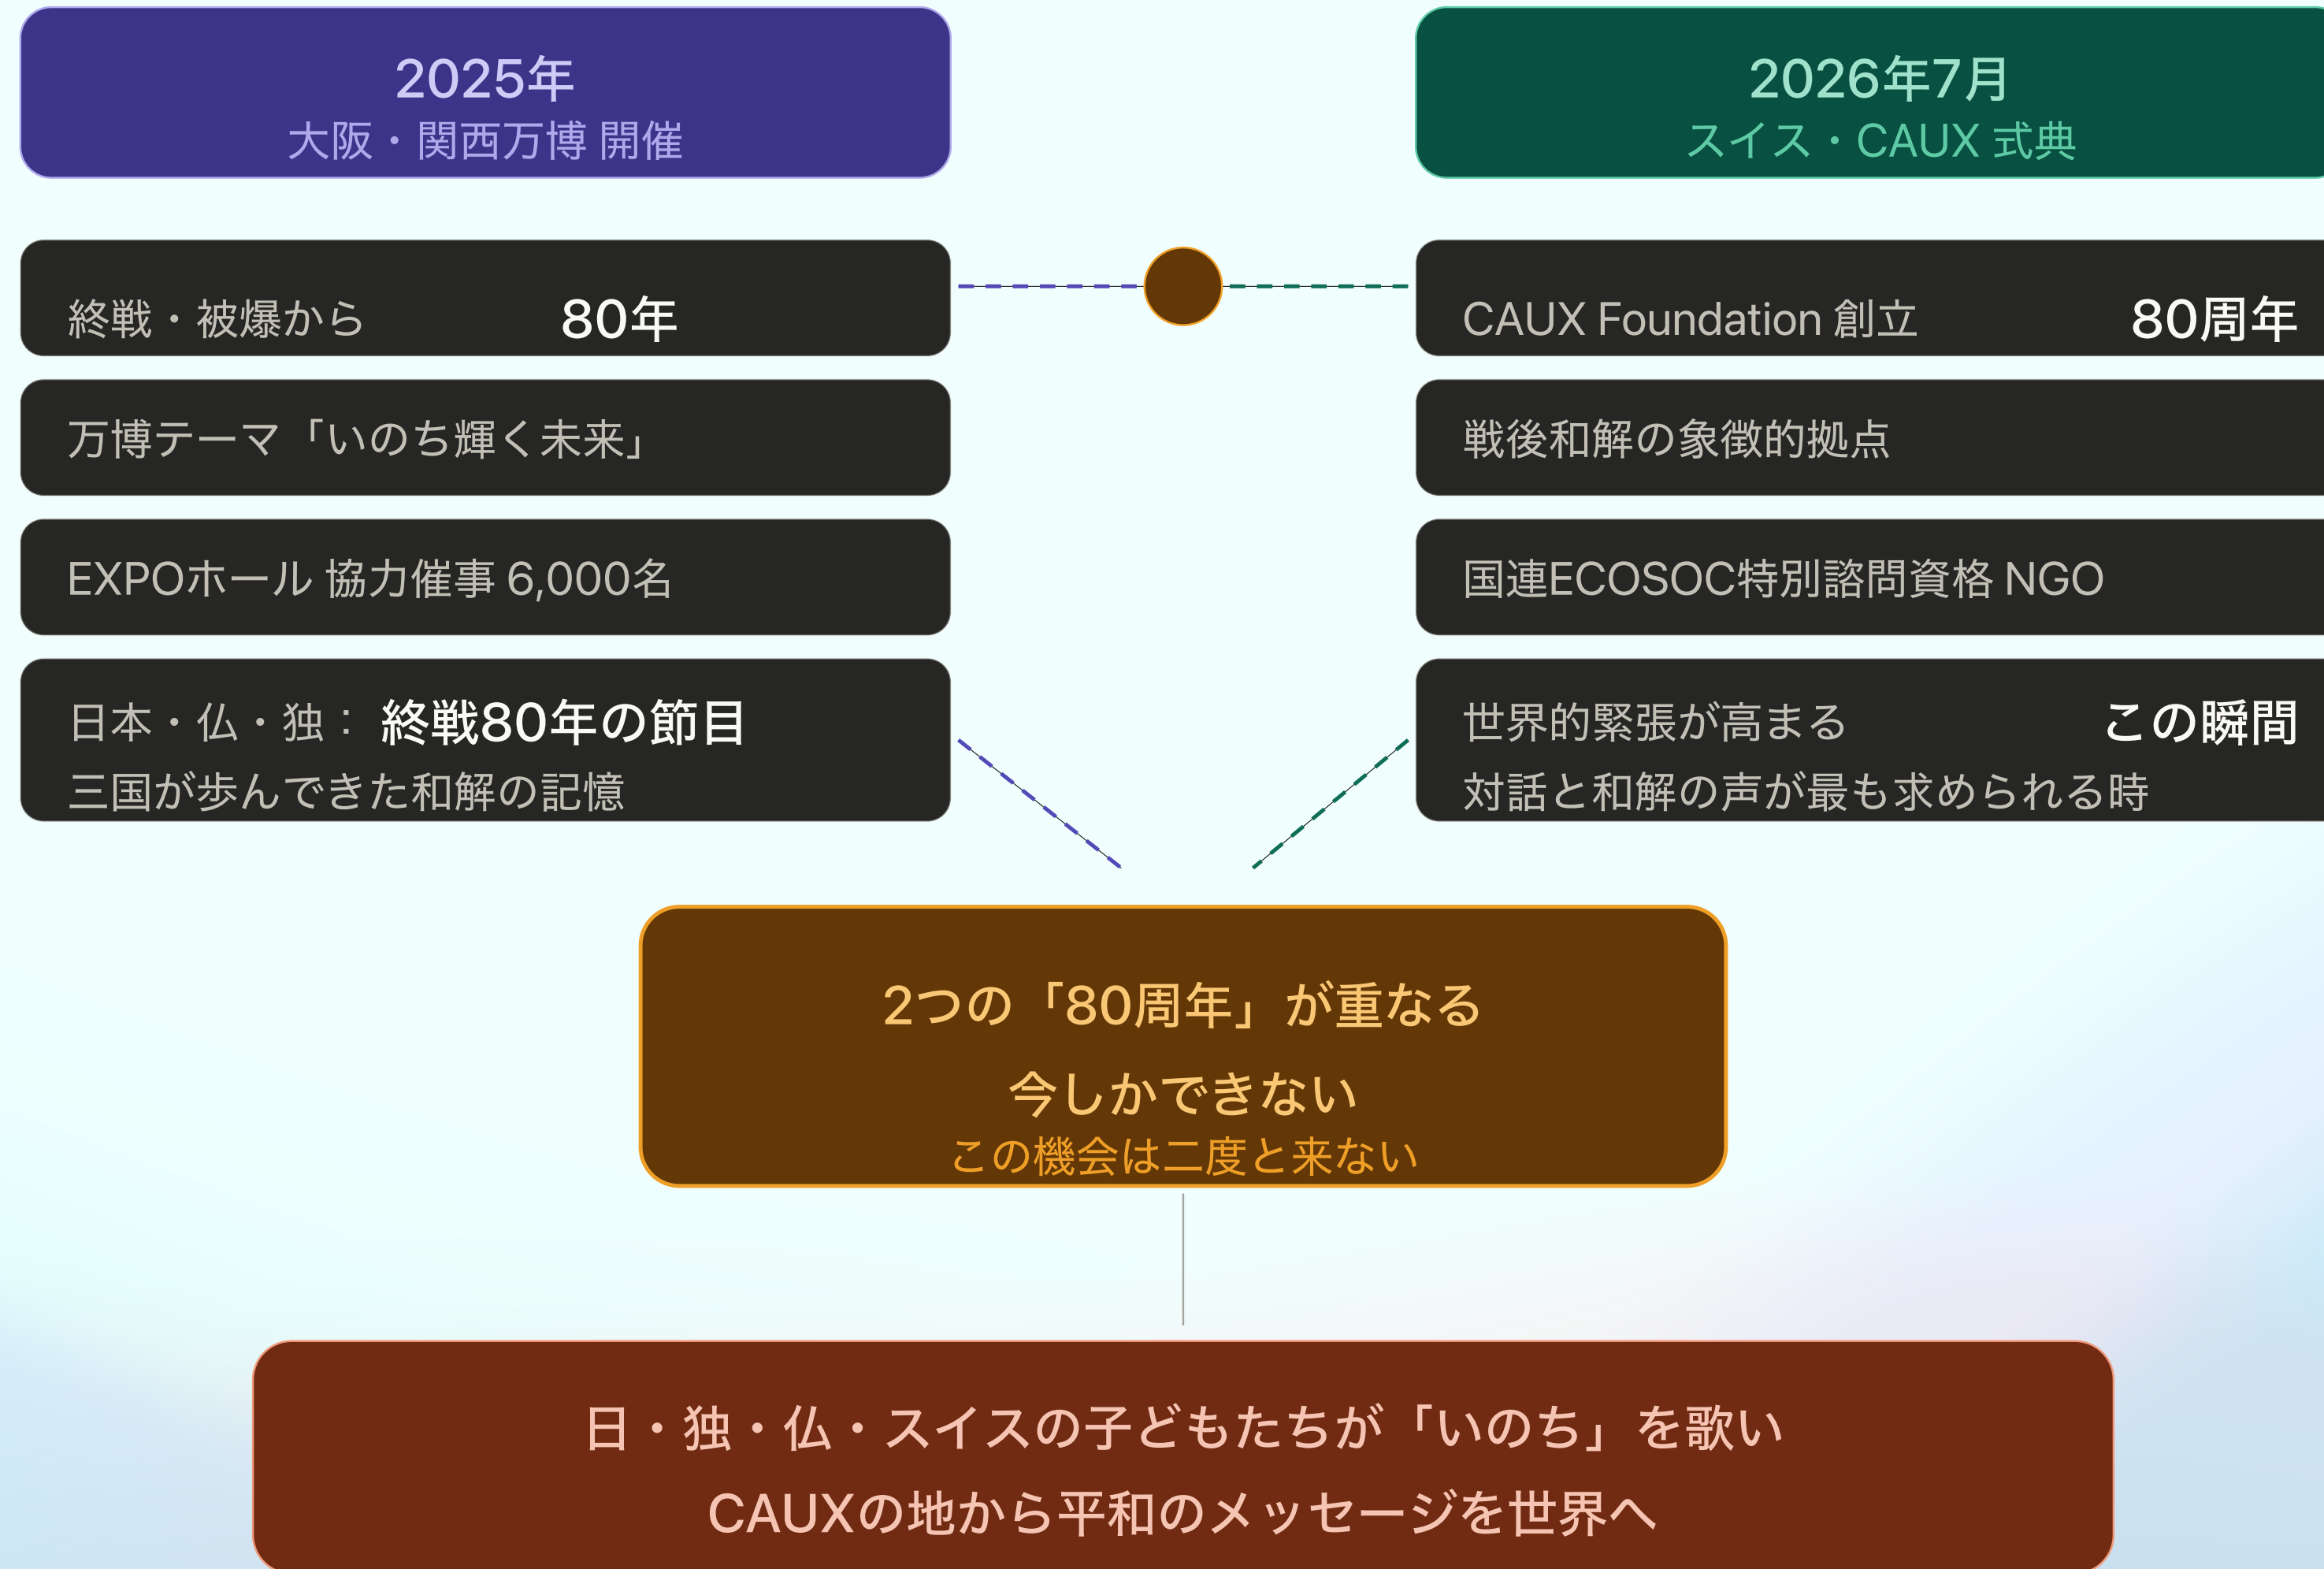 2025年
大阪・関西万博 開催
終戦・被爆から 80年
万博テーマ「いのち輝く未来」
EXPOホール 協力催事 6,000名
日本・仏・独： 終戦80年の節目
三国が歩んできた和解の記憶
2026年7月
スイス・CAUX 式典
CAUX Foundation 創立 80周年
戦後和解の象徴的拠点
国連ECOSOC特別諮問資格 NGO
世界的緊張が高まる この瞬間
対話と和解の声が最も求められる時
2つの「80周年」が重なる
今しかできない
この機会は二度と来ない
日・独・仏・スイスの子どもたちが「いのち」を歌い
CAUXの地から平和のメッセージを世界へ